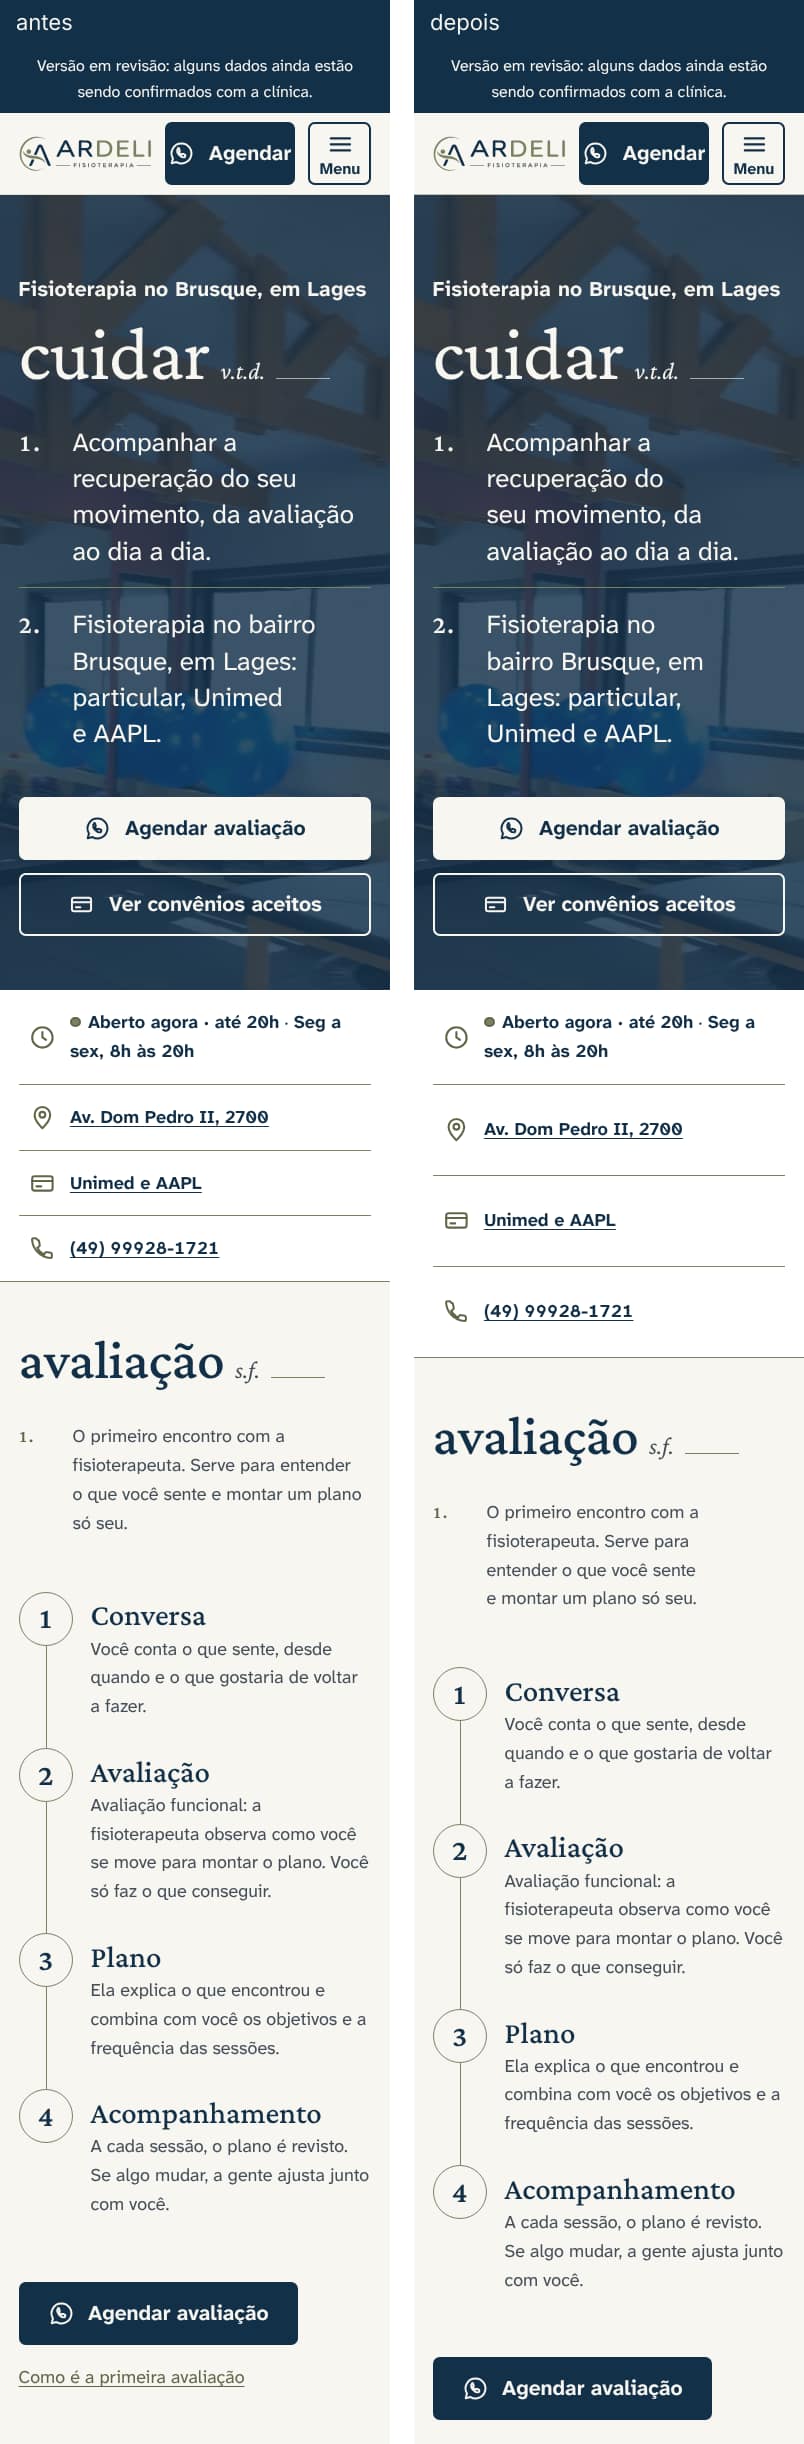 antes
Versão em revisão: alguns dados ainda estão
sendo confirmados com a clínica.
ARDELI
FISIOTERAPIA
Agendar
Menu
Fisioterapia no Brusque, em Lages
cuidar v.t.d.
1. Acompanhar a
recuperação do seu
movimento, da avaliação
ao dia a dia.
2. Fisioterapia no bairro
Brusque, em Lages:
particular, Unimed
e AAPL.
Agendar avaliação
Ver convênios aceitos
Aberto agora · até 20h · Seg a
sex, 8h às 20h
Av. Dom Pedro II, 2700
Unimed e AAPL
(49) 99928-1721
avaliação s.f.
1. O primeiro encontro com a
fisioterapeuta. Serve para entender
o que você sente e montar um plano
só seu.
1 Conversa
Você conta o que sente, desde
quando e o que gostaria de voltar
a fazer.
2 Avaliação
Avaliação funcional: a
fisioterapeuta observa como você
se move para montar o plano. Você
só faz o que conseguir.
3 Plano
Ela explica o que encontrou e
combina com você os objetivos e a
frequência das sessões.
4 Acompanhamento
A cada sessão, o plano é revisto.
Se algo mudar, a gente ajusta junto
com você.
Agendar avaliação
Como é a primeira avaliação
depois
Versão em revisão: alguns dados ainda estão
sendo confirmados com a clínica.
ARDELI
FISIOTERAPIA
Agendar
Menu
Fisioterapia no Brusque, em Lages
cuidar v.t.d.
1. Acompanhar a
recuperação do
seu movimento, da
avaliação ao dia a dia.
2. Fisioterapia no
bairro Brusque, em
Lages: particular,
Unimed e AAPL.
Agendar avaliação
Ver convênios aceitos
Aberto agora · até 20h · Seg a
sex, 8h às 20h
Av. Dom Pedro II, 2700
Unimed e AAPL
(49) 99928-1721
avaliação s.f.
1. O primeiro encontro com a
fisioterapeuta. Serve para
entender o que você sente
e montar um plano só seu.
1 Conversa
Você conta o que sente, desde
quando e o que gostaria de voltar
a fazer.
2 Avaliação
Avaliação funcional: a
fisioterapeuta observa como você
se move para montar o plano. Você
só faz o que conseguir.
3 Plano
Ela explica o que encontrou e
combina com você os objetivos e a
frequência das sessões.
4 Acompanhamento
A cada sessão, o plano é revisto.
Se algo mudar, a gente ajusta junto
com você.
Agendar avaliação